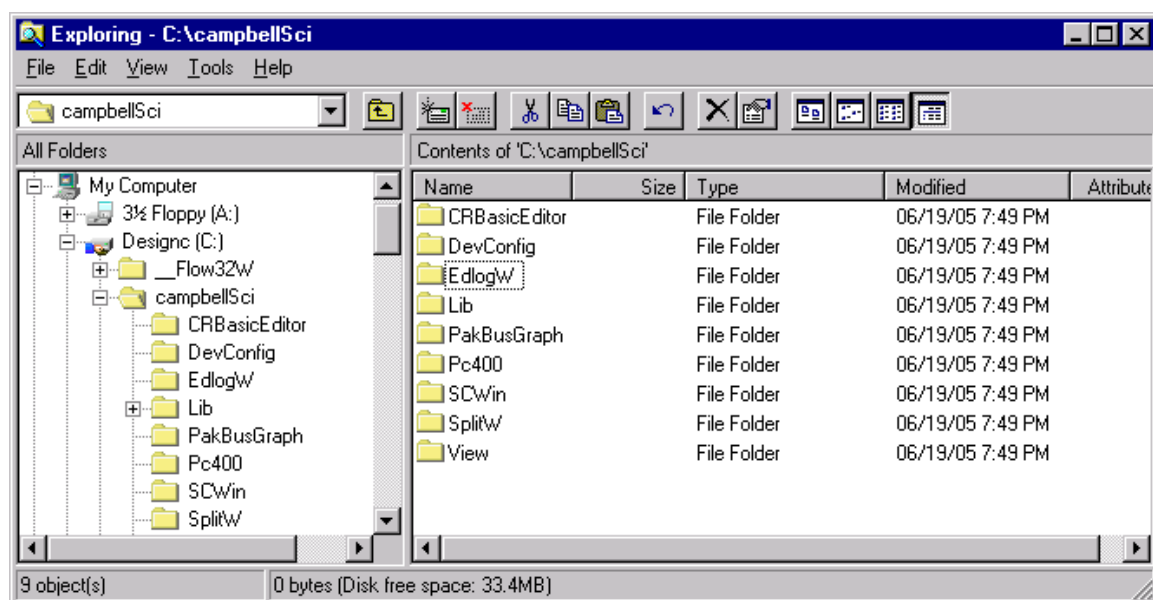 Exploring - C:\campbellSci
File Edit View Tools Help
campbellSci
All Folders
Contents of 'C:\campbellSci'
My Computer
3½ Floppy (A:)
Designc (C:)
__Flow32W
campbellSci
CRBasicEditor
DevConfig
EdlogW
Lib
PakBusGraph
Pc400
SCWin
SplitW
Name Size Type Modified Attribute
CRBasicEditor File Folder 06/19/05 7:49 PM
DevConfig File Folder 06/19/05 7:49 PM
EdlogW File Folder 06/19/05 7:49 PM
Lib File Folder 06/19/05 7:49 PM
PakBusGraph File Folder 06/19/05 7:49 PM
Pc400 File Folder 06/19/05 7:49 PM
SCWin File Folder 06/19/05 7:49 PM
SplitW File Folder 06/19/05 7:49 PM
View File Folder 06/19/05 7:49 PM
9 object(s) 0 bytes (Disk free space: 33.4MB)